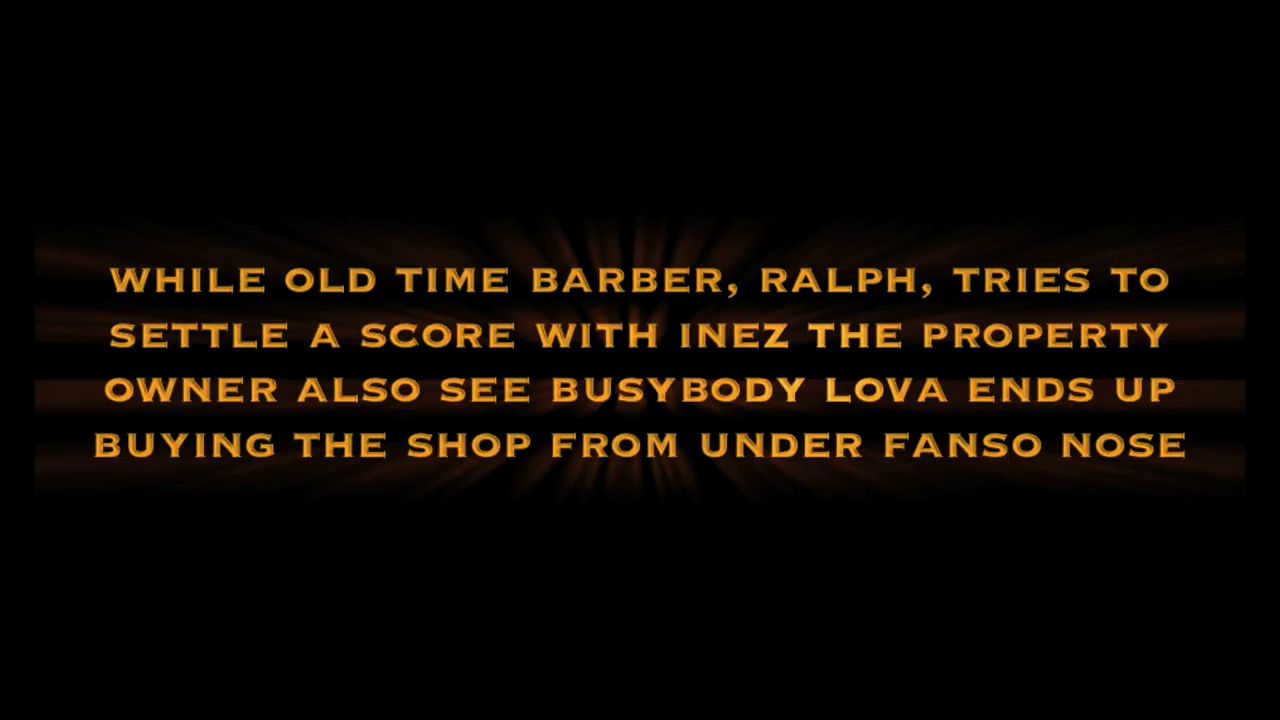 WHILE OLD TIME BARBER, RALPH, TRIES TO
SETTLE A SCORE WITH INEZ THE PROPERTY
OWNER ALSO SEE BUSYBODY LOVA ENDS UP
BUYING THE SHOP FROM UNDER FANSO NOSE